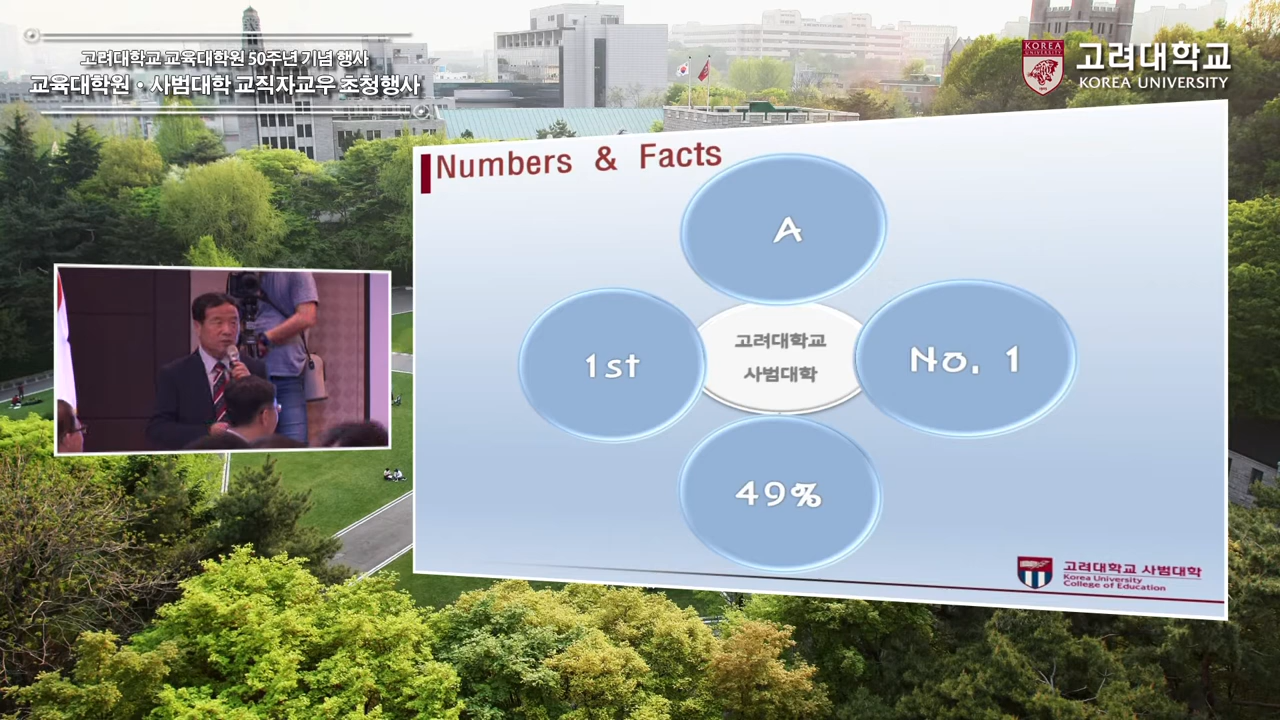 고려대학교 교육대학원 50주년 기념 행사
교육대학원 · 사범대학 교직자교우 초청행사
KOREA
고려대학교
KOREA UNIVERSITY
Numbers & Facts
A
1st
고려대학교
사범대학
No. 1
49%
고려대학교 사범대학
Korea University
College of Education